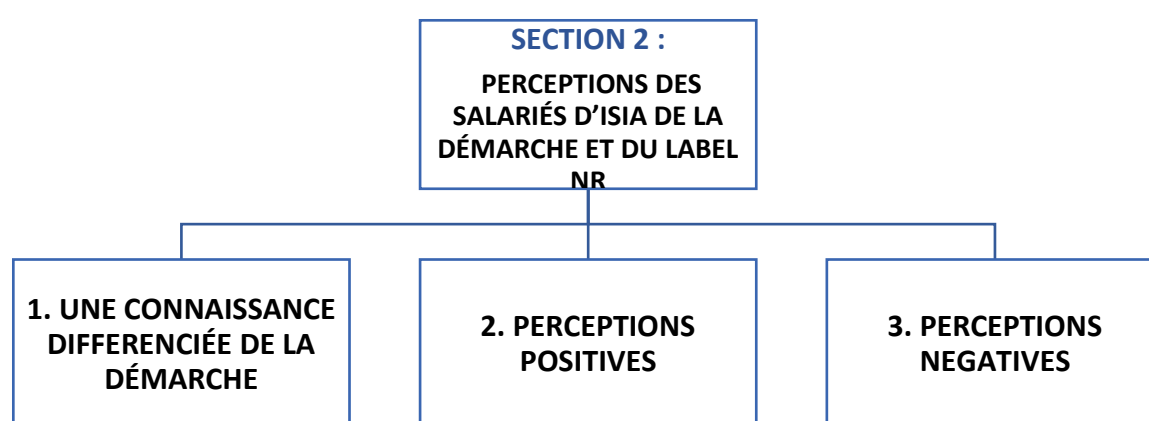 SECTION 2 :
PERCEPTIONS DES
SALARIÉS D'ISIA DE LA
DÉMARCHE ET DU LABEL
NR
1. UNE CONNAISSANCE
DIFFERENCIÉE DE LA
DÉMARCHE
2. PERCEPTIONS
POSITIVES
3. PERCEPTIONS
NEGATIVES